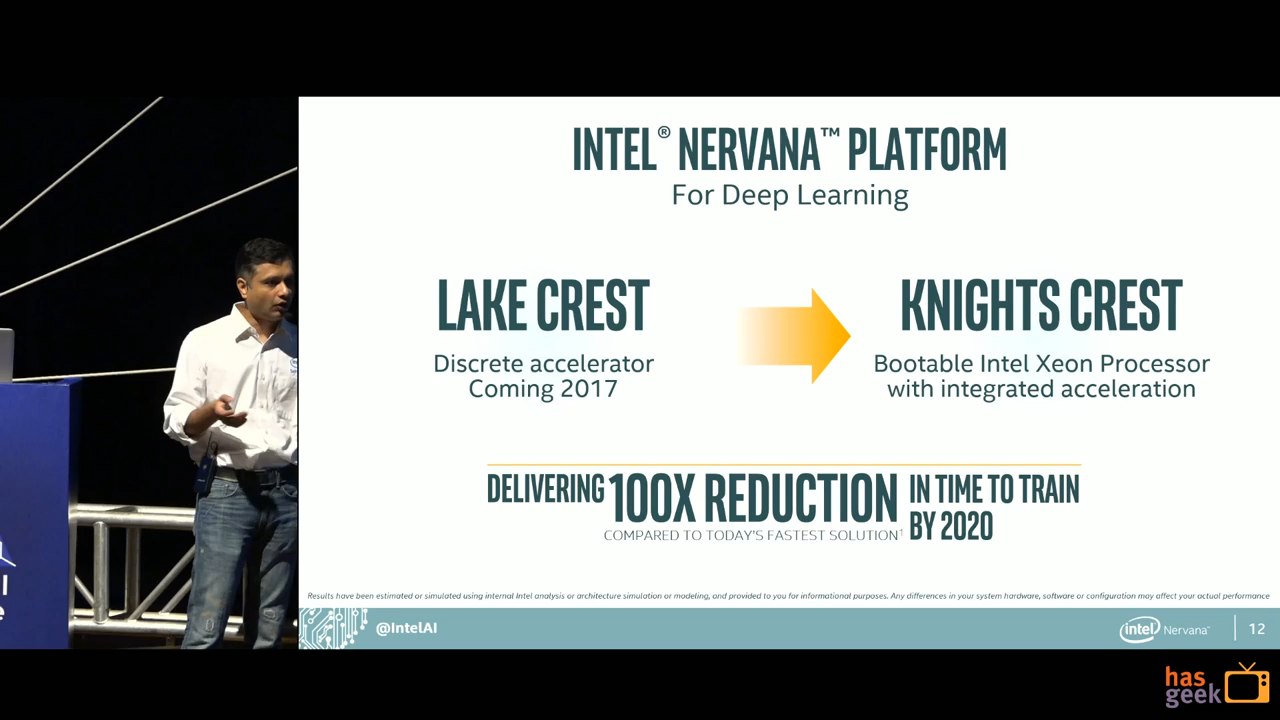 INTEL® NERVANA™ PLATFORM
For Deep Learning
LAKE CREST
Discrete accelerator
Coming 2017
KNIGHTS CREST
Bootable Intel Xeon Processor
with integrated acceleration
DELIVERING 100X REDUCTION IN TIME TO TRAIN
COMPARED TO TODAY'S FASTEST SOLUTION¹ BY 2020
Results have been estimated or simulated using internal Intel analysis or architecture simulation or modeling, and provided to you for informational purposes. Any differences in your system hardware, software or configuration may affect your actual performance
@IntelAI
intel Nervana™
12
has
geek